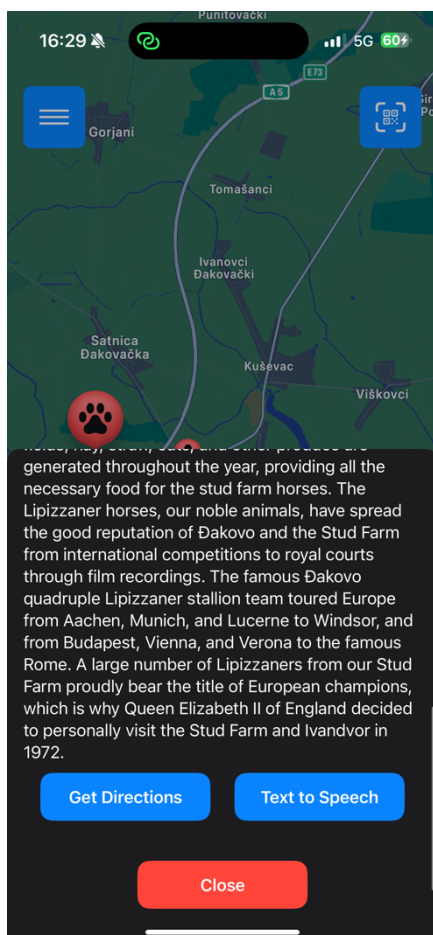 Punitovački
16:29
5G 60
E73
A5
Gorjani
Tomašanci
Ivanovci
Đakovački
Satnica
Đakovačka
Kuševac
Viškovci
generated throughout the year, providing all the
necessary food for the stud farm horses. The
Lipizzaner horses, our noble animals, have spread
the good reputation of Đakovo and the Stud Farm
from international competitions to royal courts
through film recordings. The famous Đakovo
quadruple Lipizzaner stallion team toured Europe
from Aachen, Munich, and Lucerne to Windsor, and
from Budapest, Vienna, and Verona to the famous
Rome. A large number of Lipizzaners from our Stud
Farm proudly bear the title of European champions,
which is why Queen Elizabeth II of England decided
to personally visit the Stud Farm and Ivandvor in
1972.
Get Directions
Text to Speech
Close